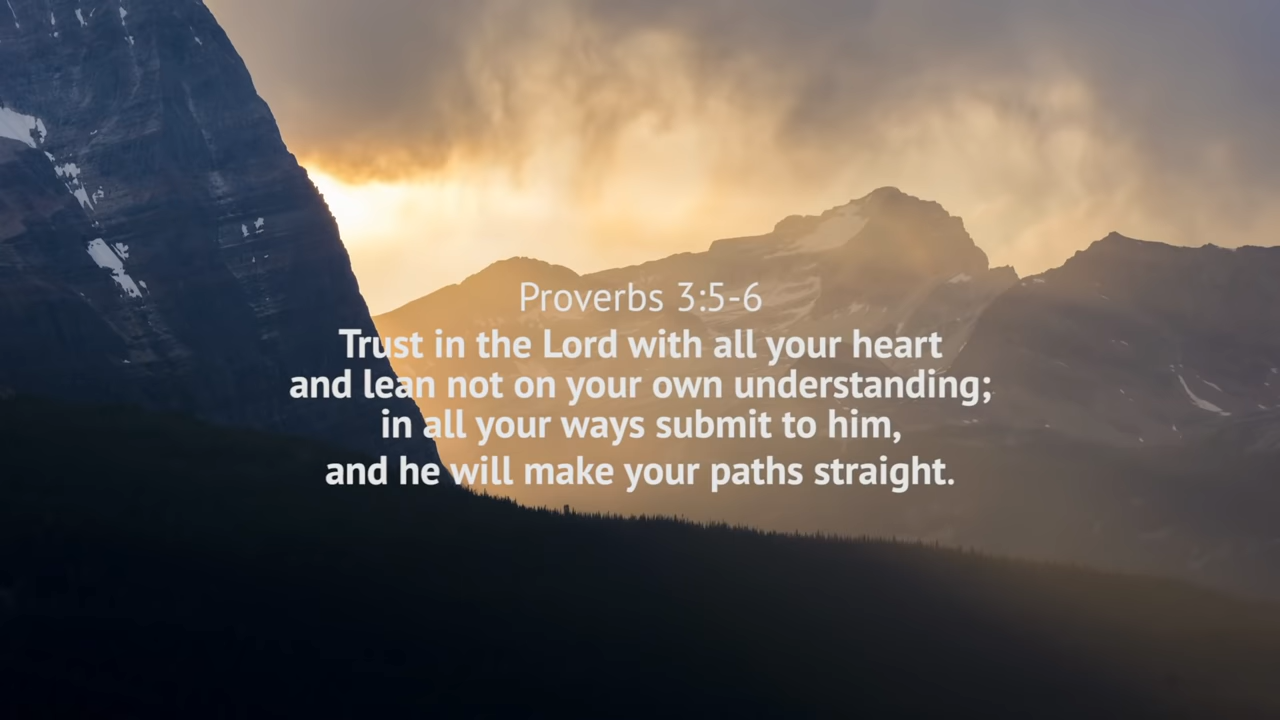 Proverbs 3:5-6
Trust in the Lord with all your heart
and lean not on your own understanding;
in all your ways submit to him,
and he will make your paths straight.